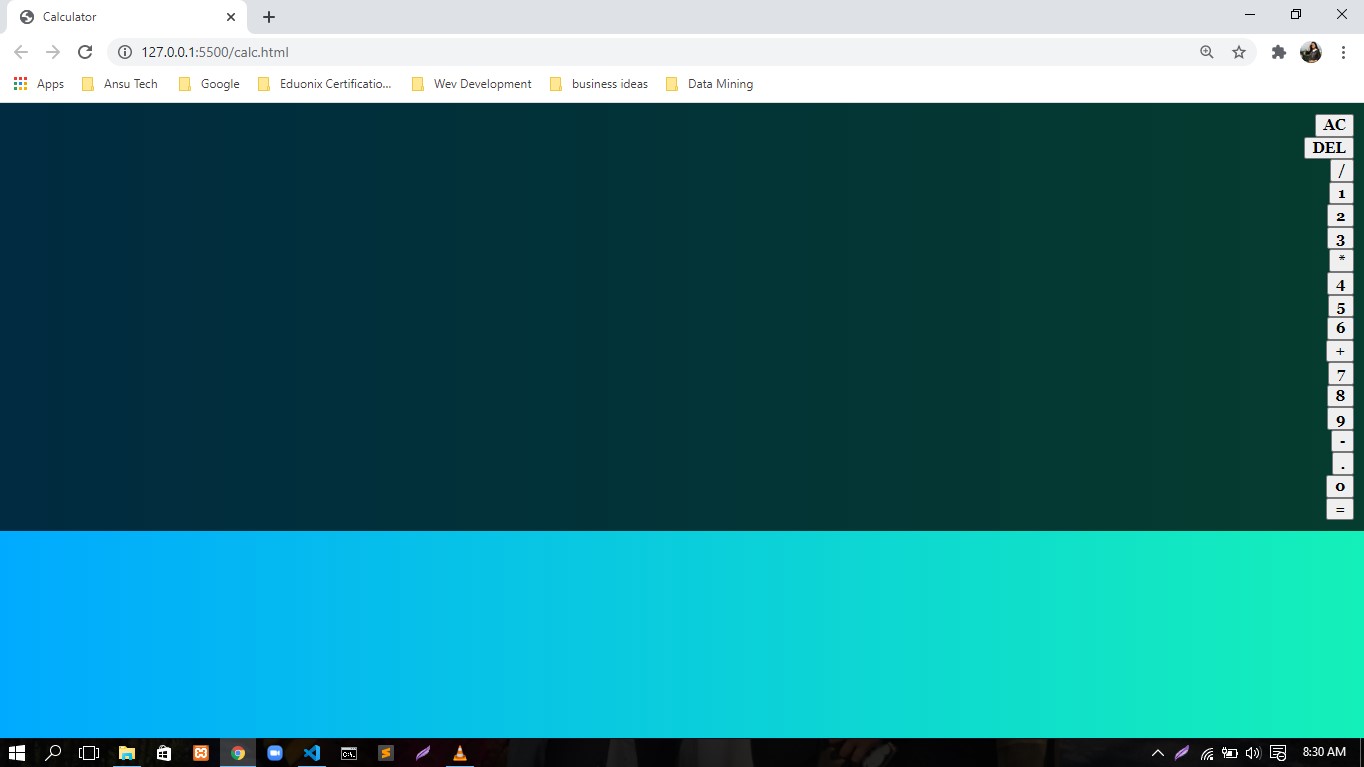 Calculator
127.0.0.1:5500/calc.html
Apps Ansu Tech Google Eduonix Certificatio... Wev Development business ideas Data Mining
AC
DEL
/
1
2
3
*
4
5
6
+
7
8
9
-
.
0
=
8:30 AM